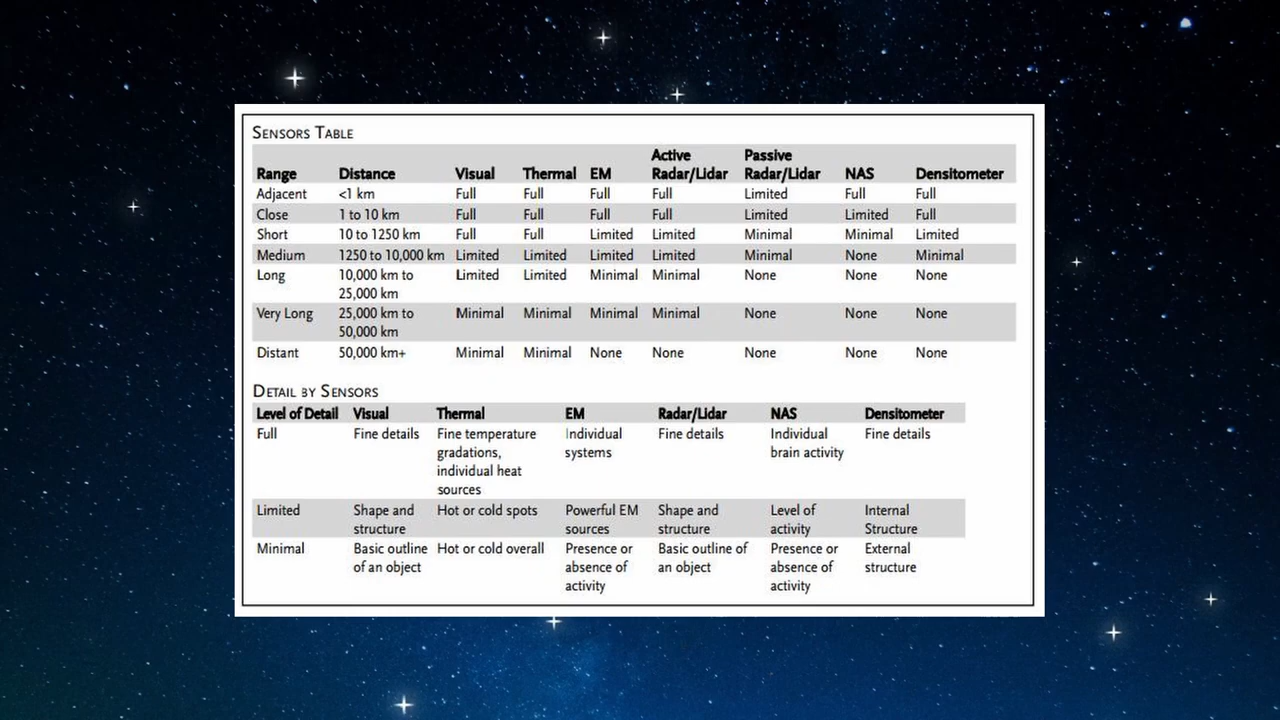 SENSORS TABLE
Active Passive
Range Distance Visual Thermal EM Radar/Lidar Radar/Lidar NAS Densitometer
Adjacent <1 km Full Full Full Full Limited Full Full
Close 1 to 10 km Full Full Full Full Limited Limited Full
Short 10 to 1250 km Full Full Limited Limited Minimal Minimal Limited
Medium 1250 to 10,000 km Limited Limited Limited Limited Minimal None Minimal
Long 10,000 km to Limited Limited Minimal Minimal None None None
25,000 km
Very Long 25,000 km to Minimal Minimal Minimal Minimal None None None
50,000 km
Distant 50,000 km+ Minimal Minimal None None None None None
DETAIL BY SENSORS
Level of Detail Visual Thermal EM Radar/Lidar NAS Densitometer
Full Fine details Fine temperature Individual Fine details Individual Fine details
gradations, systems brain activity
individual heat
sources
Limited Shape and Hot or cold spots Powerful EM Shape and Level of Internal
structure sources structure activity Structure
Minimal Basic outline Hot or cold overall Presence or Basic outline of Presence or External
of an object absence of an object absence of structure
activity activity